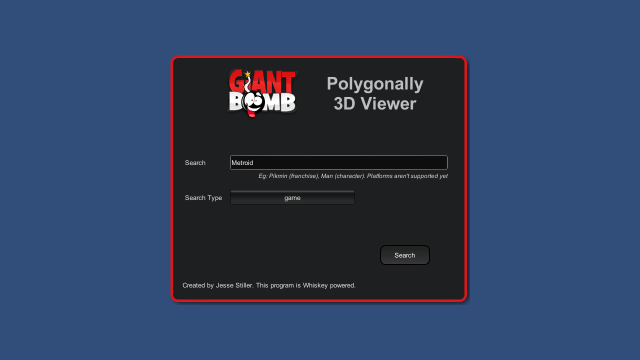 GIANT
BOMB
Polygonally
3D Viewer
Search
Metroid
Eg: Pikmin (franchise), Man (character). Platforms aren't supported yet
Search Type
game
Search
Created by Jesse Stiller. This program is Whiskey powered.